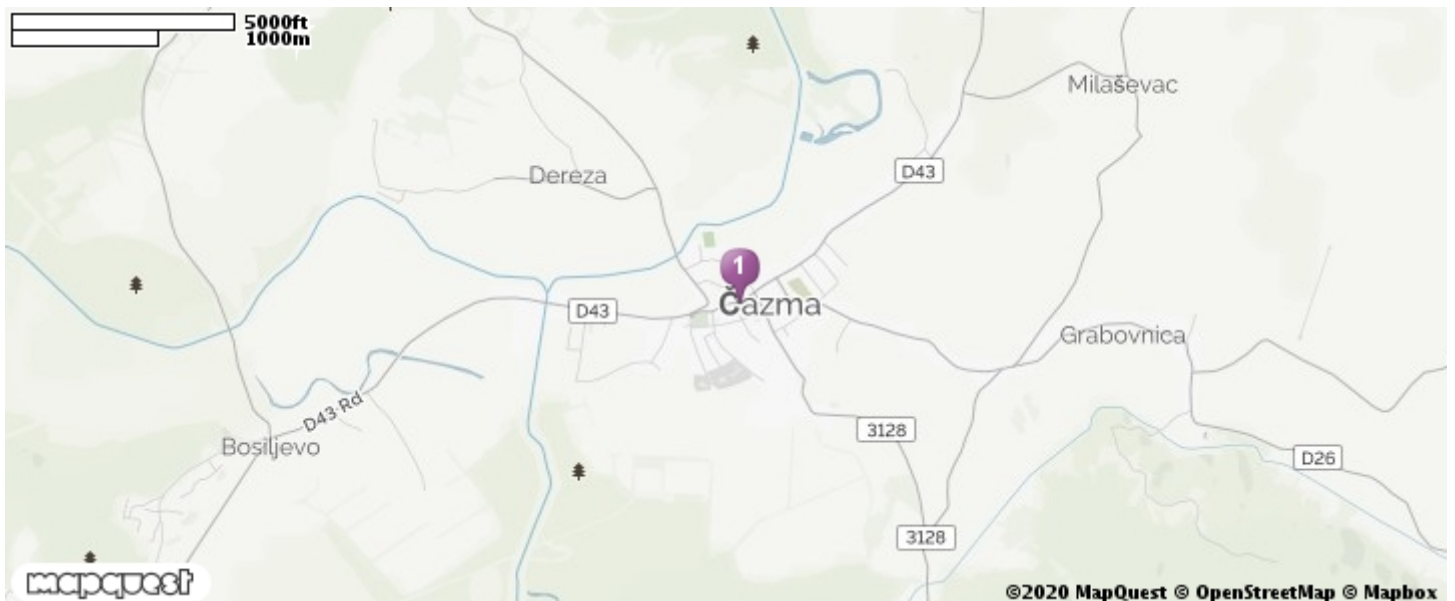 5000ft
1000m
Milaševac
D43
Dereza
1
Čazma
D43
Grabovnica
D43 Rd
Bosiljevo
3128
D26
3128
mapquest
©2020 MapQuest © OpenStreetMap © Mapbox